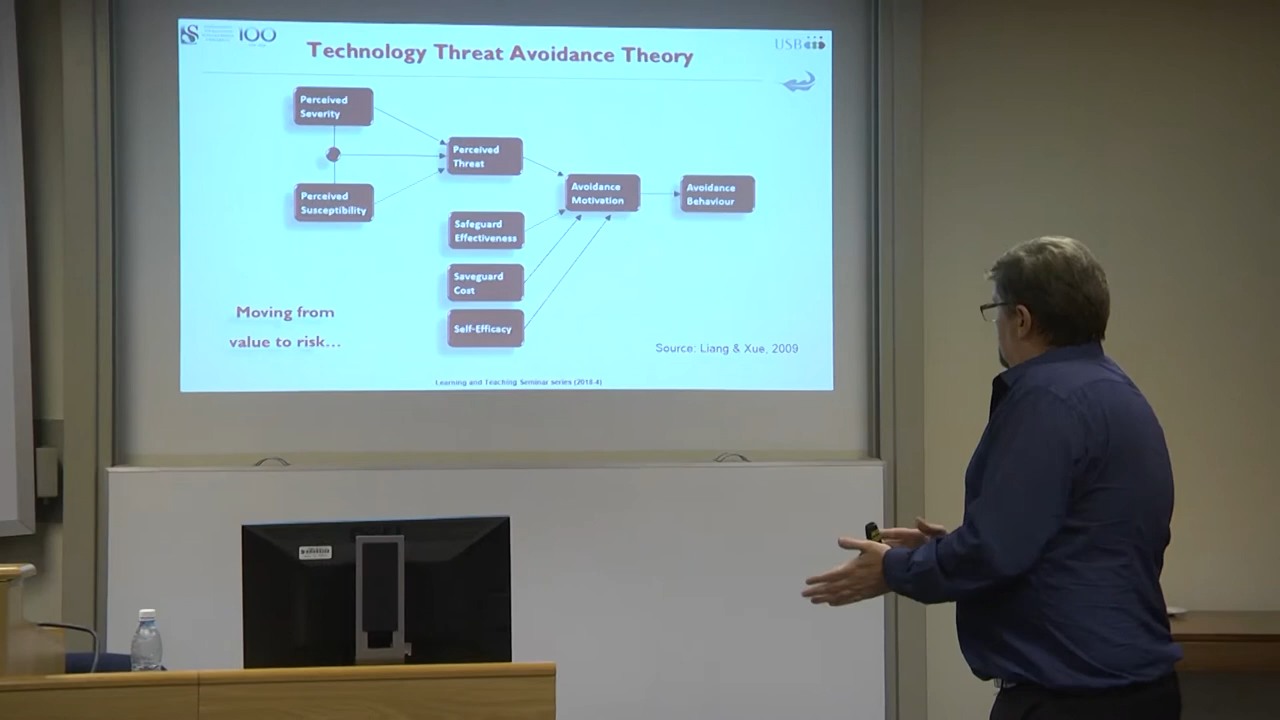 100
Technology Threat Avoidance Theory
USB
Perceived
Severity
Perceived
Threat
Perceived
Susceptibility
Avoidance
Motivation
Avoidance
Behaviour
Safeguard
Effectiveness
Saveguard
Cost
Self-Efficacy
Moving from
value to risk...
Source: Liang & Xue, 2009
Learning and Teaching Seminar series (2018-4)